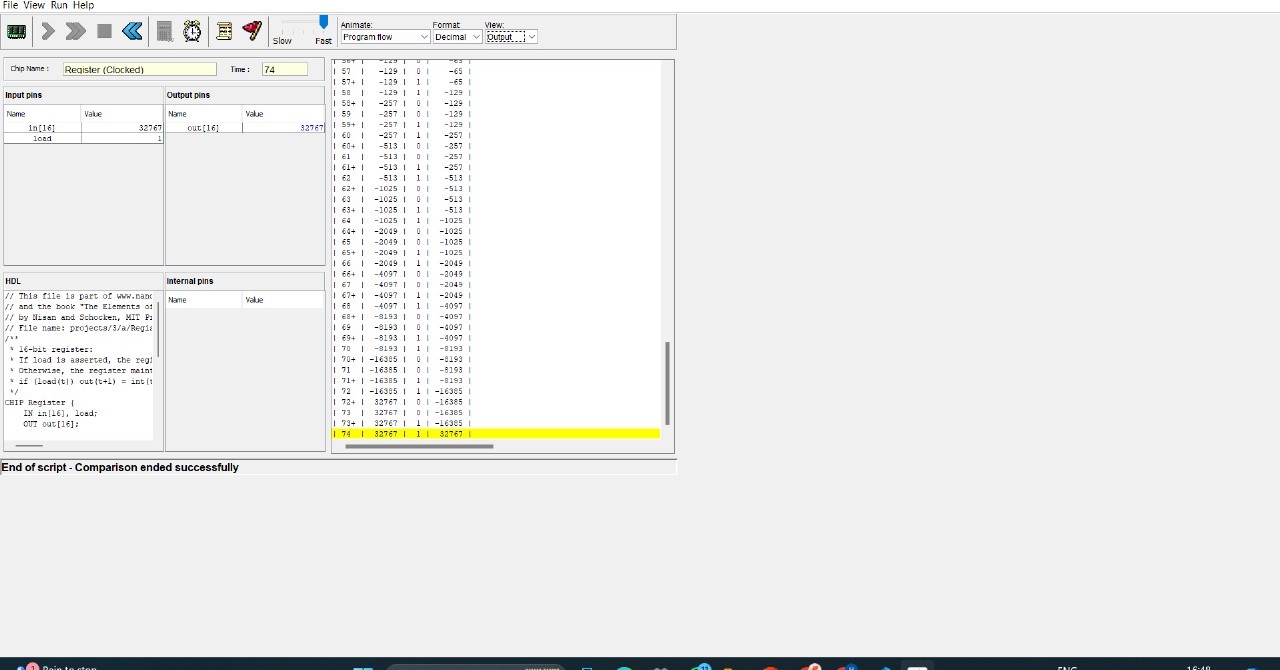 File View Run Help
Slow
Fast
Animate:
Program flow
Format:
Decimal
View:
Output
Chip Name :
Register (Clocked)
Time :
74
Input pins
Name Value
in[16] 32767
load 1
Output pins
Name Value
out[16] 32767
HDL
// This file is part of www.nand
// and the book "The Elements of
// by Nisan and Schocken, MIT Pr
// File name: projects/3/a/Regis
/**
* 16-bit register:
* If load is asserted, the regi
* Otherwise, the register maint
* if (load(t)) out(t+1) = int(t
*/
CHIP Register {
IN in[16], load;
OUT out[16];
Internal pins
Name Value
| 56+ | -129 | 0 | -65 |
| 57 | -129 | 0 | -65 |
| 57+ | -129 | 1 | -65 |
| 58 | -129 | 1 | -129 |
| 58+ | -257 | 0 | -129 |
| 59 | -257 | 0 | -129 |
| 59+ | -257 | 1 | -129 |
| 60 | -257 | 1 | -257 |
| 60+ | -513 | 0 | -257 |
| 61 | -513 | 0 | -257 |
| 61+ | -513 | 1 | -257 |
| 62 | -513 | 1 | -513 |
| 62+ | -1025 | 0 | -513 |
| 63 | -1025 | 0 | -513 |
| 63+ | -1025 | 1 | -513 |
| 64 | -1025 | 1 | -1025 |
| 64+ | -2049 | 0 | -1025 |
| 65 | -2049 | 0 | -1025 |
| 65+ | -2049 | 1 | -1025 |
| 66 | -2049 | 1 | -2049 |
| 66+ | -4097 | 0 | -2049 |
| 67 | -4097 | 0 | -2049 |
| 67+ | -4097 | 1 | -2049 |
| 68 | -4097 | 1 | -4097 |
| 68+ | -8193 | 0 | -4097 |
| 69 | -8193 | 0 | -4097 |
| 69+ | -8193 | 1 | -4097 |
| 70 | -8193 | 1 | -8193 |
| 70+ | -16385 | 0 | -8193 |
| 71 | -16385 | 0 | -8193 |
| 71+ | -16385 | 1 | -8193 |
| 72 | -16385 | 1 | -16385 |
| 72+ | 32767 | 0 | -16385 |
| 73 | 32767 | 0 | -16385 |
| 73+ | 32767 | 1 | -16385 |
| 74 | 32767 | 1 | 32767 |
End of script - Comparison ended successfully
1
Rain to stop
ENG
16:48